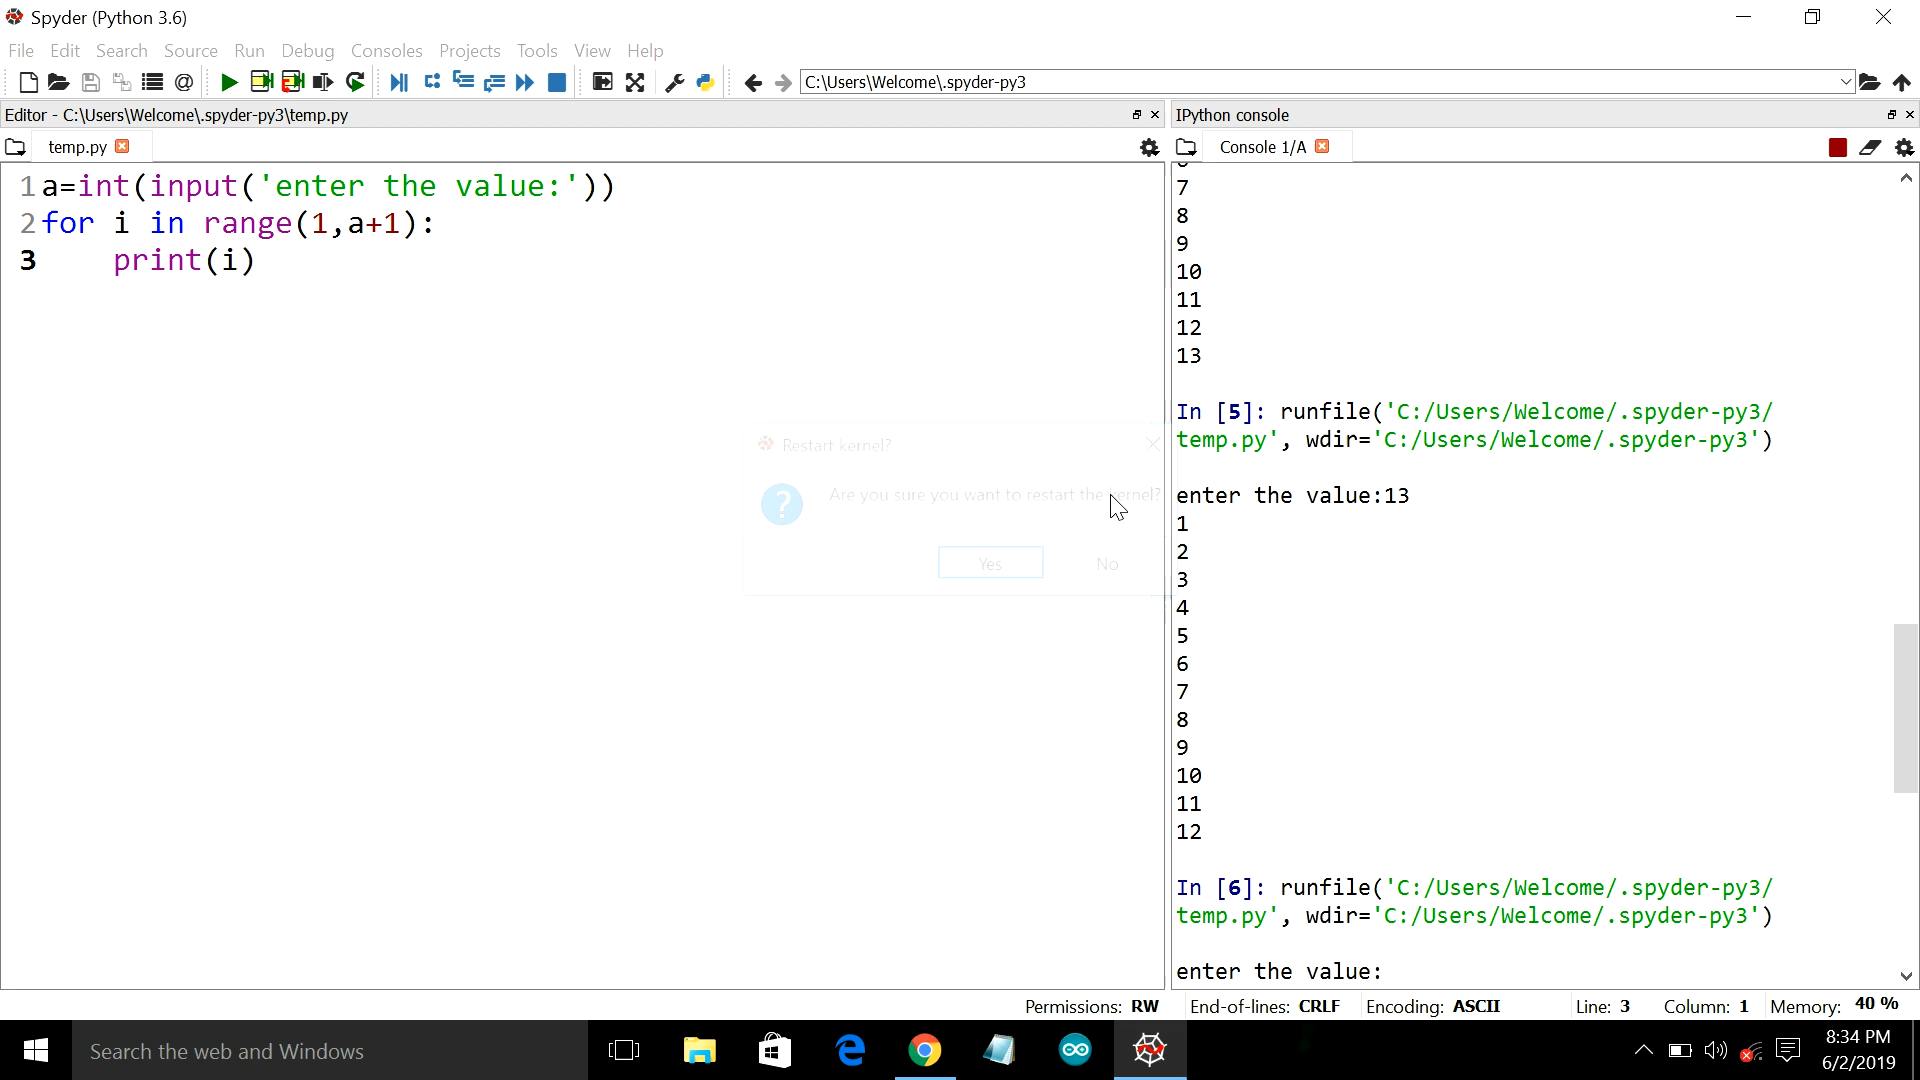 Spyder (Python 3.6)
File Edit Search Source Run Debug Consoles Projects Tools View Help
C:\Users\Welcome\.spyder-py3
Editor - C:\Users\Welcome\.spyder-py3\temp.py
temp.py
1 a=int(input('enter the value:'))
2 for i in range(1,a+1):
3     print(i)
Restart kernel?
Are you sure you want to restart the kernel?
Yes No
IPython console
Console 1/A
7
8
9
10
11
12
13
In [5]: runfile('C:/Users/Welcome/.spyder-py3/
temp.py', wdir='C:/Users/Welcome/.spyder-py3')
enter the value:13
1
2
3
4
5
6
7
8
9
10
11
12
In [6]: runfile('C:/Users/Welcome/.spyder-py3/
temp.py', wdir='C:/Users/Welcome/.spyder-py3')
enter the value:
Permissions: RW End-of-lines: CRLF Encoding: ASCII Line: 3 Column: 1 Memory: 40 %
Search the web and Windows
8:34 PM
6/2/2019